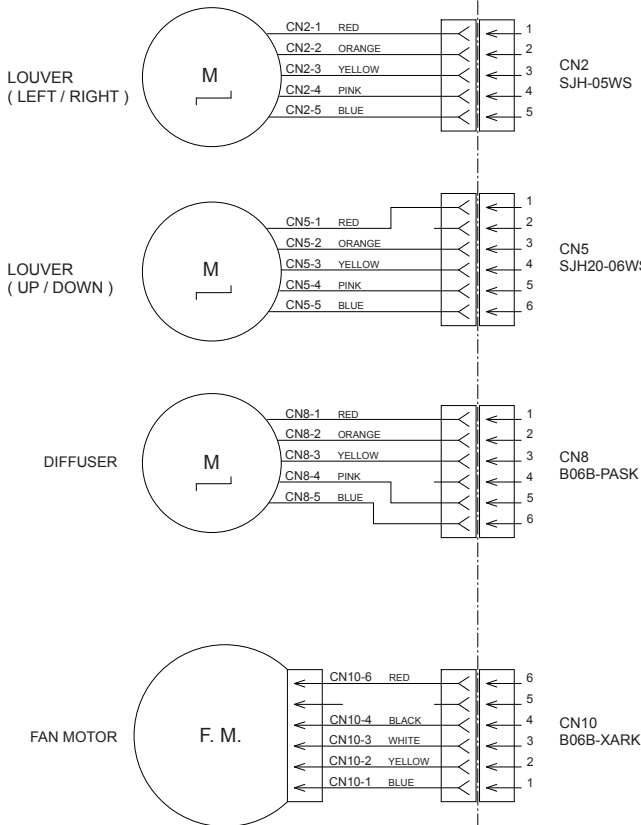 LOUVER
( LEFT / RIGHT )
M
CN2-1 RED
CN2-2 ORANGE
CN2-3 YELLOW
CN2-4 PINK
CN2-5 BLUE
1
2
3
4
5
CN2
SJH-05WS
LOUVER
( UP / DOWN )
M
CN5-1 RED
CN5-2 ORANGE
CN5-3 YELLOW
CN5-4 PINK
CN5-5 BLUE
1
2
3
4
5
6
CN5
SJH20-06WS
DIFFUSER
M
CN8-1 RED
CN8-2 ORANGE
CN8-3 YELLOW
CN8-4 PINK
CN8-5 BLUE
1
2
3
4
5
6
CN8
B06B-PASK
FAN MOTOR
F. M.
CN10-6 RED
CN10-4 BLACK
CN10-3 WHITE
CN10-2 YELLOW
CN10-1 BLUE
6
5
4
3
2
1
CN10
B06B-XARK